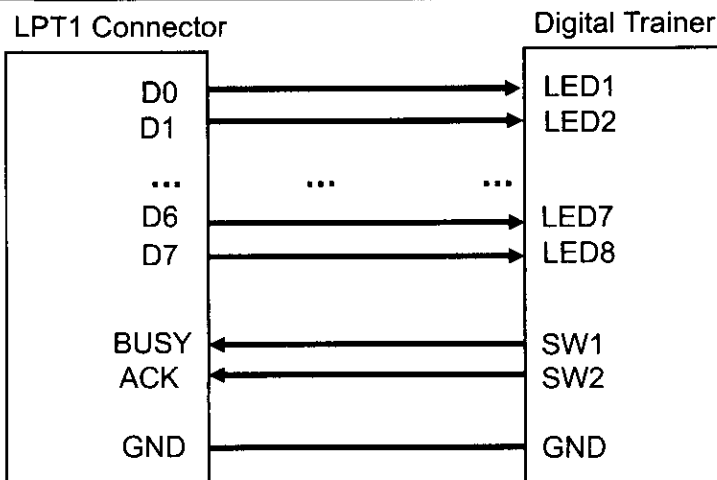 LPT1 Connector Digital Trainer
D0 LED1
D1 LED2
... ... ...
D6 LED7
D7 LED8
BUSY SW1
ACK SW2
GND GND